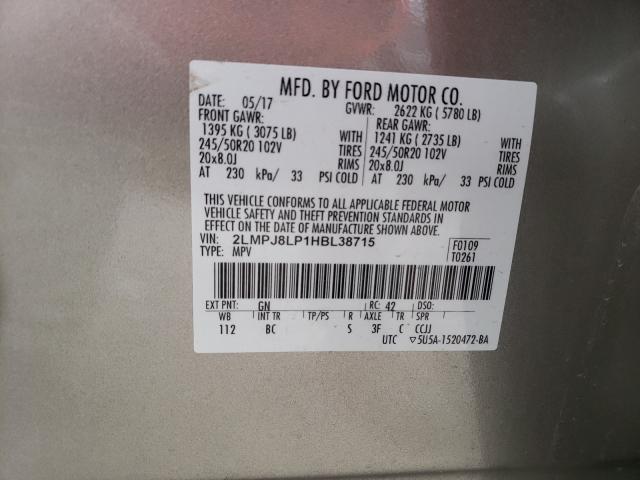 MFD. BY FORD MOTOR CO.
DATE: 05/17 GVWR: 2622 KG ( 5780 LB)
FRONT GAWR: REAR GAWR:
1395 KG ( 3075 LB) WITH 1241 KG ( 2735 LB) WITH
245/50R20 102V TIRES 245/50R20 102V TIRES
20x8.0J RIMS 20x8.0J RIMS
AT 230 kPa/ 33 PSI COLD AT 230 kPa/ 33 PSI COLD
THIS VEHICLE CONFORMS TO ALL APPLICABLE FEDERAL MOTOR
VEHICLE SAFETY AND THEFT PREVENTION STANDARDS IN
EFFECT ON THE DATE OF MANUFACTURE SHOWN ABOVE.
VIN: 2LMPJ8LP1HBL38715 F0109
TYPE: MPV T0261
EXT PNT: GN RC: 42 DSO:
WB INT TR TP/PS R AXLE TR SPR
112 BC S 3F C CCJJ
UTC ▽5U5A-1520472-BA